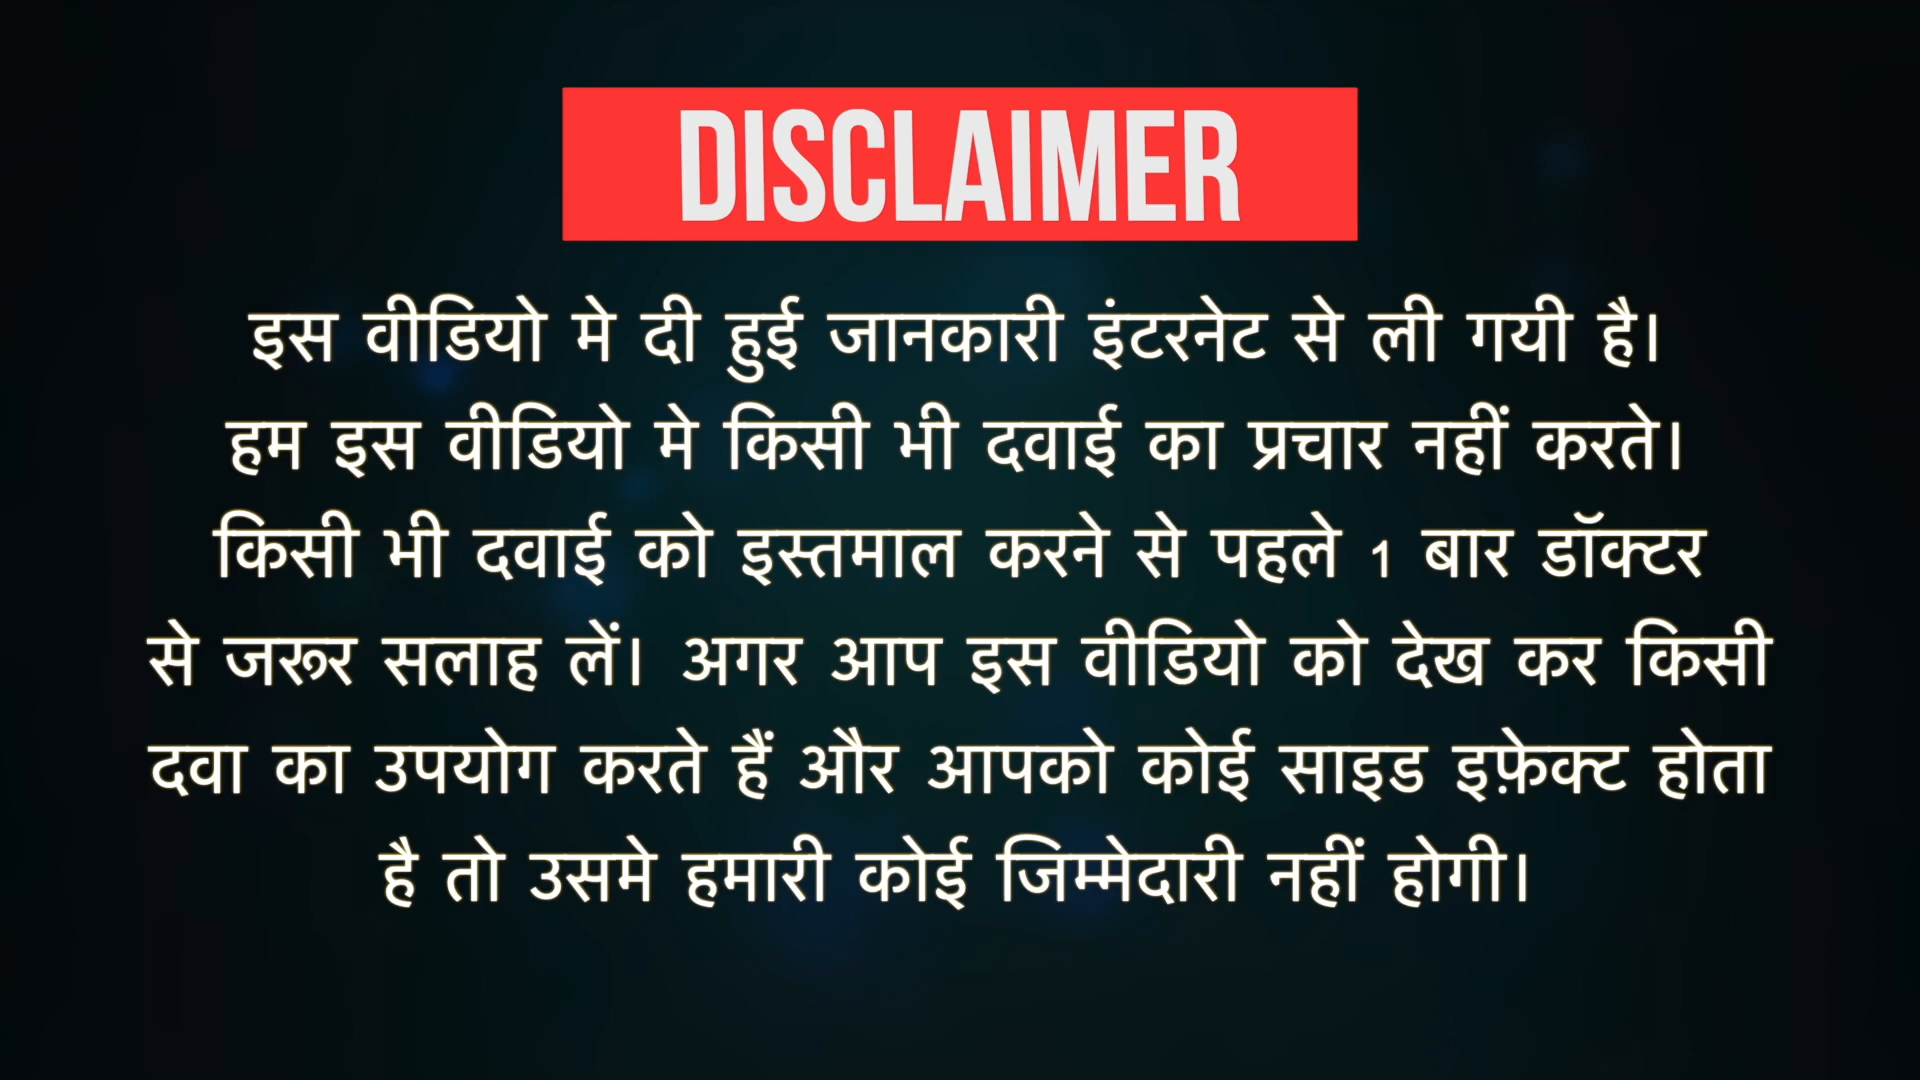 DISCLAIMER
इस वीडियो मे दी हुई जानकारी इंटरनेट से ली गयी है।
हम इस वीडियो मे किसी भी दवाई का प्रचार नहीं करते।
किसी भी दवाई को इस्तमाल करने से पहले 1 बार डॉक्टर
से जरूर सलाह लें। अगर आप इस वीडियो को देख कर किसी
दवा का उपयोग करते हैं और आपको कोई साइड इफ़ेक्ट होता
है तो उसमे हमारी कोई जिम्मेदारी नहीं होगी।